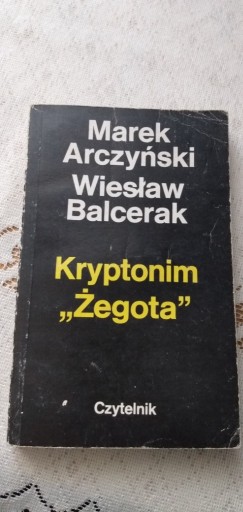 Marek
Arczyński
Wiesław
Balcerak
Kryptonim
„Żegota”
Czytelnik